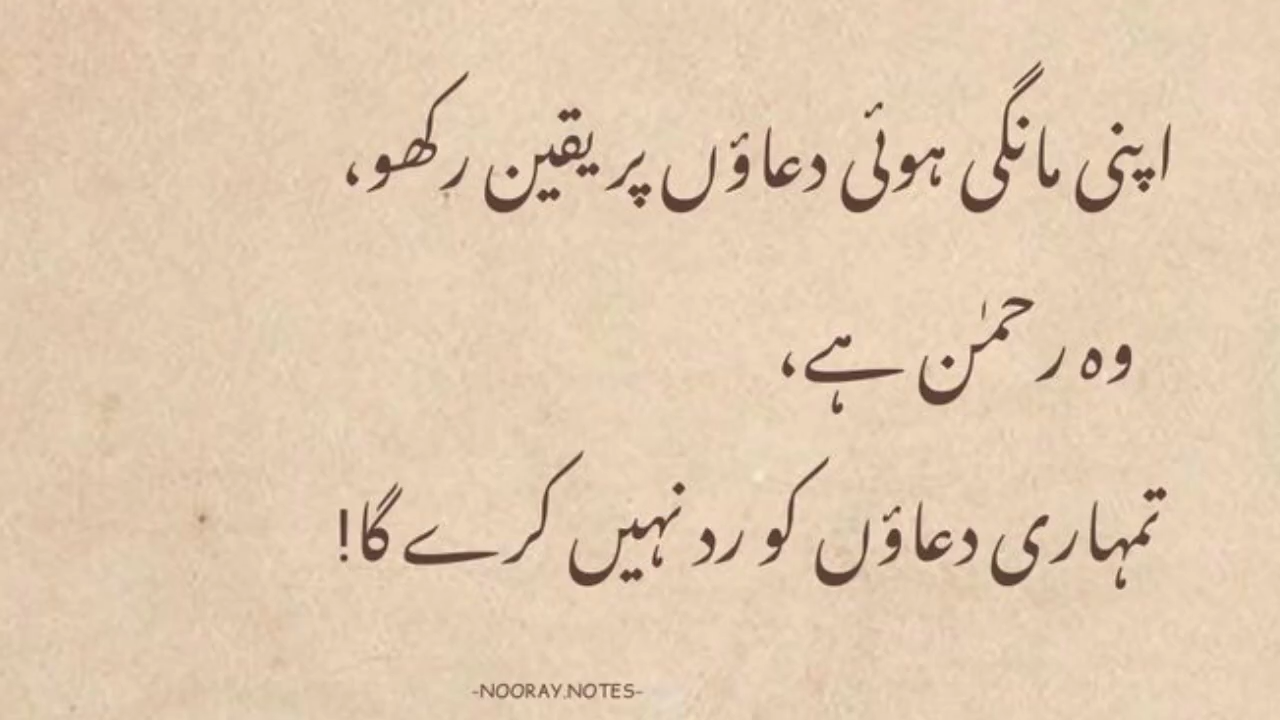 اپنی مانگی ہوئی دعاؤں پر یقین رکھو،
وہ رحمٰن ہے،
تمہاری دعاؤں کو رد نہیں کرے گا!
-NOORAY.NOTES-